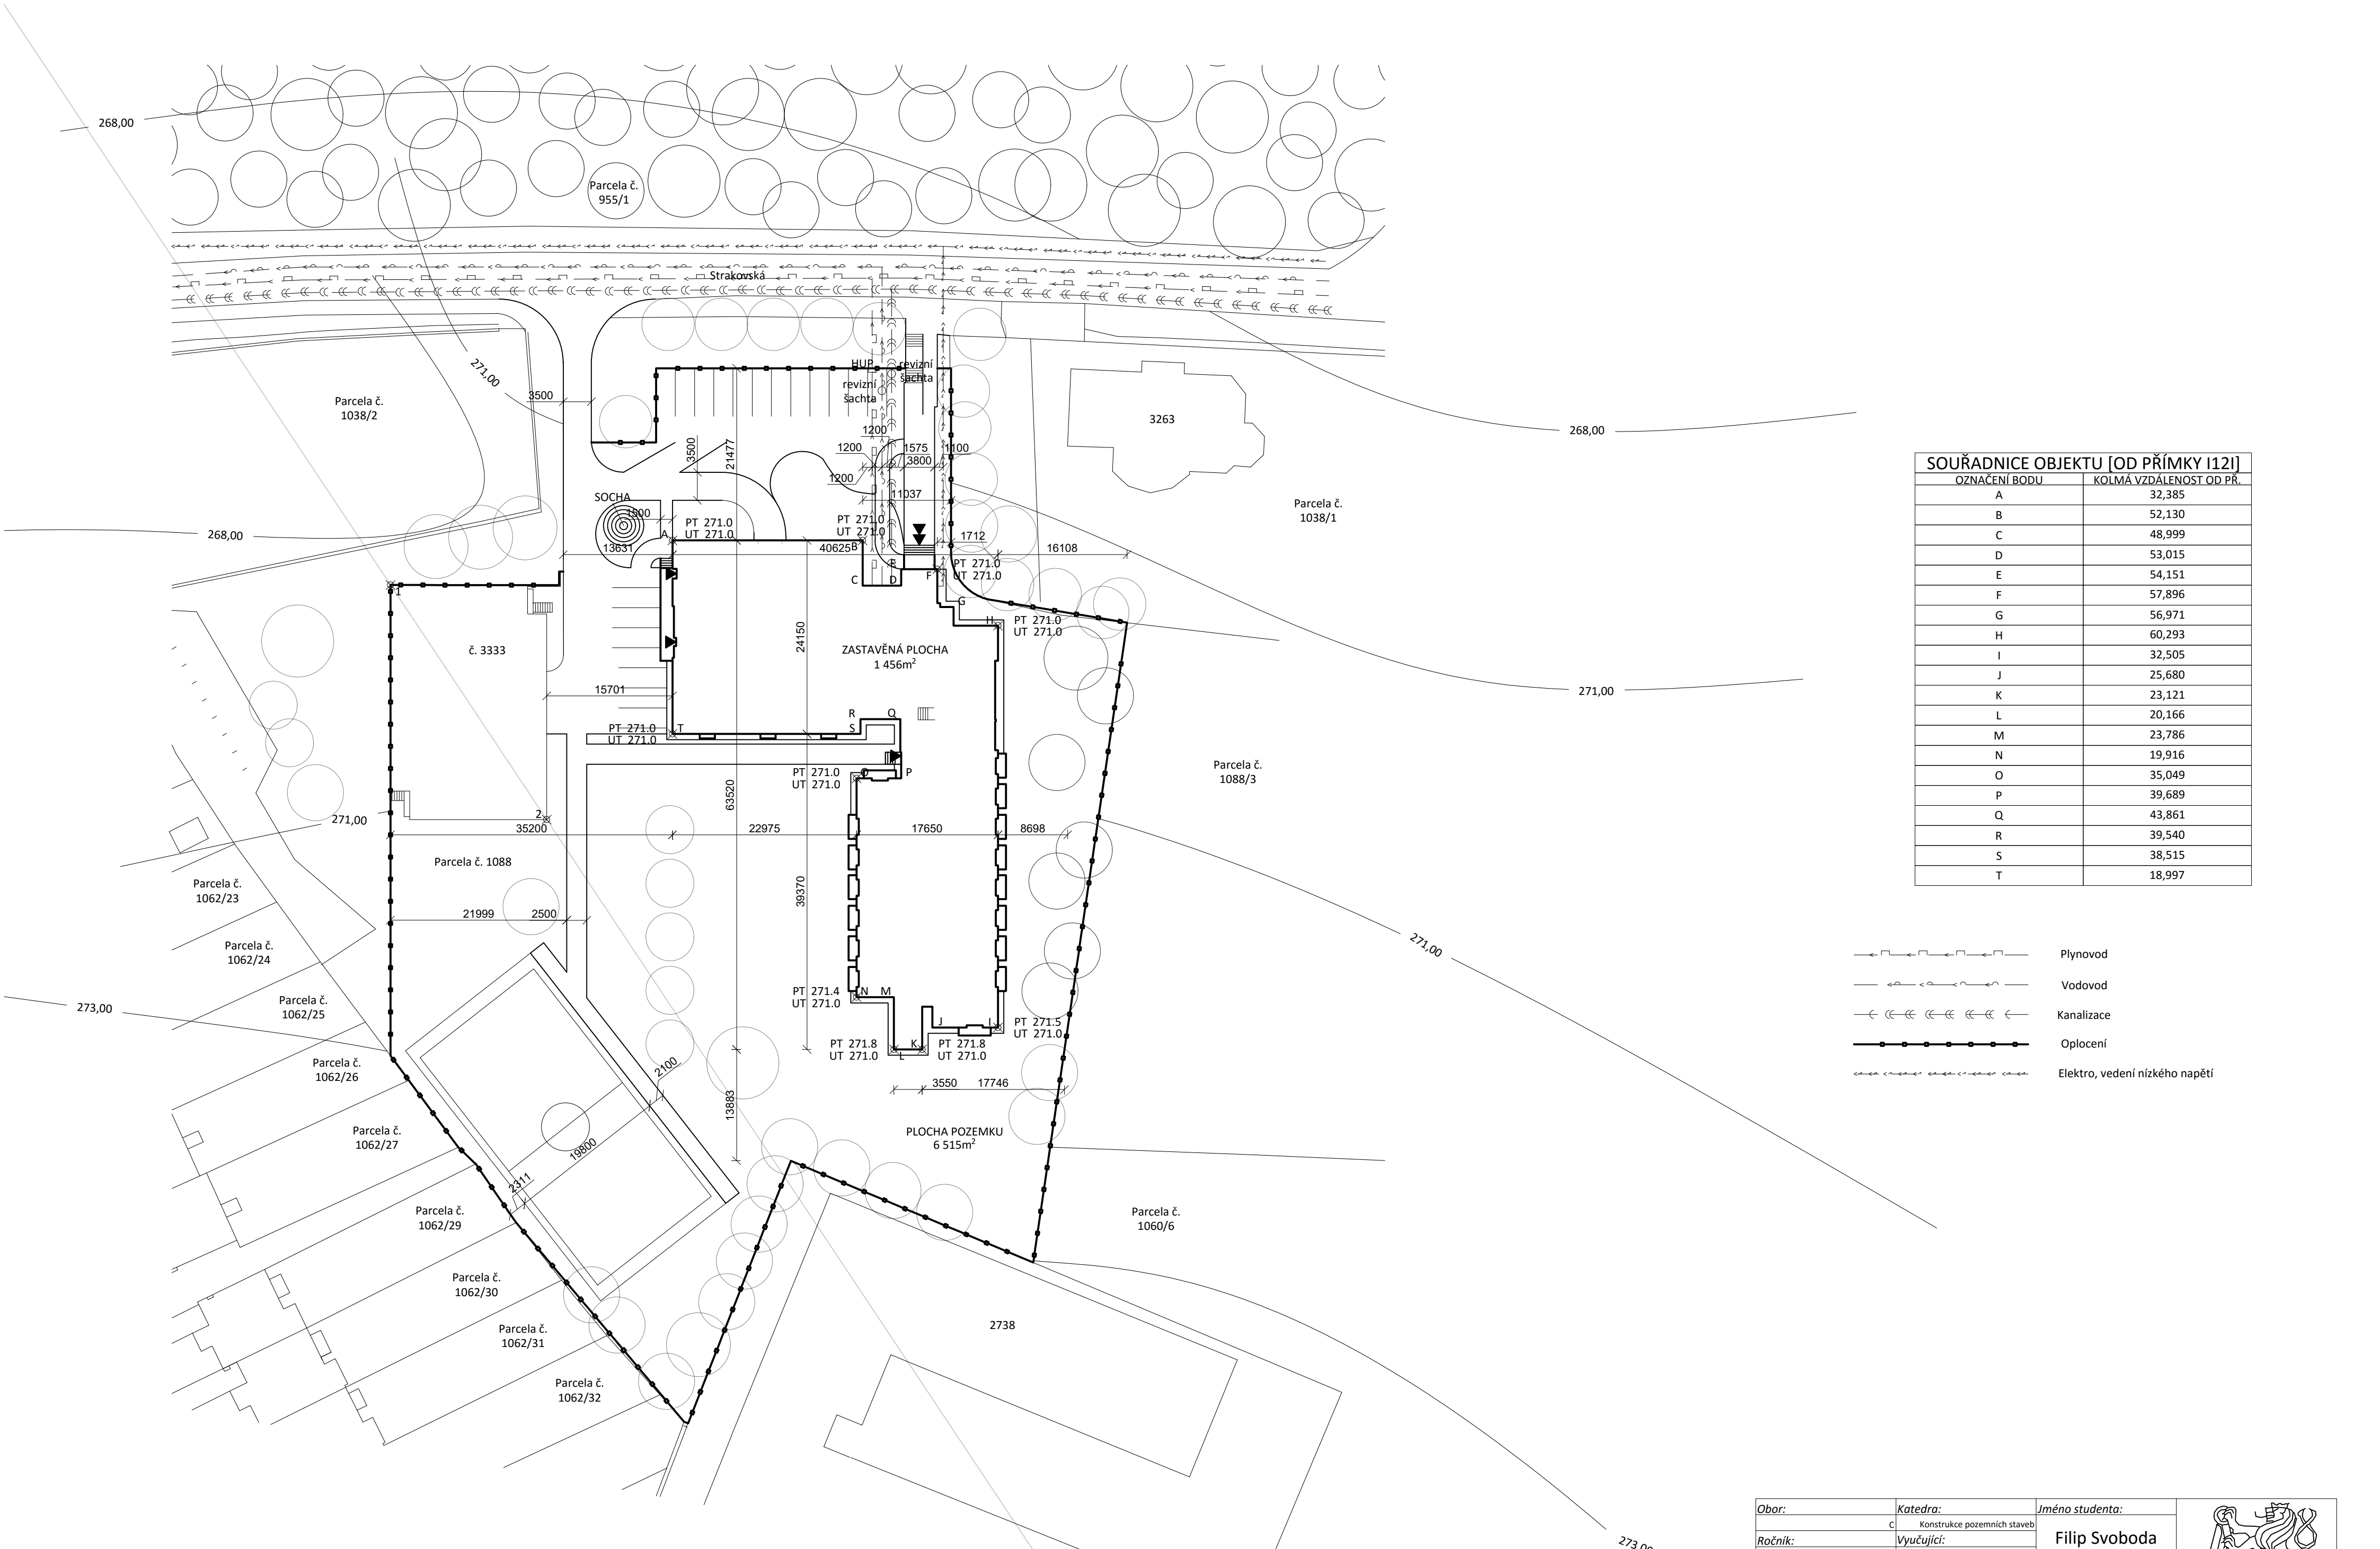 268,00
Parcela č.
955/1
Strakovská
271,00
HUP
revizní
šachta
revizní
šachta
Parcela č.
1038/2
3500
3263
268,00
1200
1200
1575
1100
3800
1200
3500
21477
11037
SOCHA
1500
PT 271.0
UT 271.0
PT 271.0
UT 271.0
A
B
13631
40625
1712
16108
Parcela č.
1038/1
268,00
E
C
D
F
PT 271.0
UT 271.0
1
G
H
PT 271.0
UT 271.0
č. 3333
24150
ZASTAVĚNÁ PLOCHA
1 456m2
15701
271,00
R
Q
S
T
PT 271.0
UT 271.0
PT 271.0
UT 271.0
O
P
Parcela č.
1088/3
63520
2
271,00
35200
22975
17650
8698
Parcela č. 1088
Parcela č.
1062/23
39370
21999
2500
Parcela č.
1062/24
271,00
Parcela č.
1062/25
273,00
PT 271.4
UT 271.0
N
M
J
I
PT 271.5
UT 271.0
PT 271.8
UT 271.0
K
L
PT 271.8
UT 271.0
Parcela č.
1062/26
2100
3550
17746
13883
Parcela č.
1062/27
PLOCHA POZEMKU
6 515m2
19800
2311
Parcela č.
1062/29
Parcela č.
1060/6
Parcela č.
1062/30
2738
Parcela č.
1062/31
Parcela č.
1062/32
273,00
SOUŘADNICE OBJEKTU [OD PŘÍMKY I12I]
OZNAČENÍ BODU KOLMÁ VZDÁLENOST OD PŘ.
A 32,385
B 52,130
C 48,999
D 53,015
E 54,151
F 57,896
G 56,971
H 60,293
I 32,505
J 25,680
K 23,121
L 20,166
M 23,786
N 19,916
O 35,049
P 39,689
Q 43,861
R 39,540
S 38,515
T 18,997
Plynovod
Vodovod
Kanalizace
Oplocení
Elektro, vedení nízkého napětí
Obor: Katedra: Jméno studenta:
C Konstrukce pozemních staveb
Ročník: Vyučující: Filip Svoboda